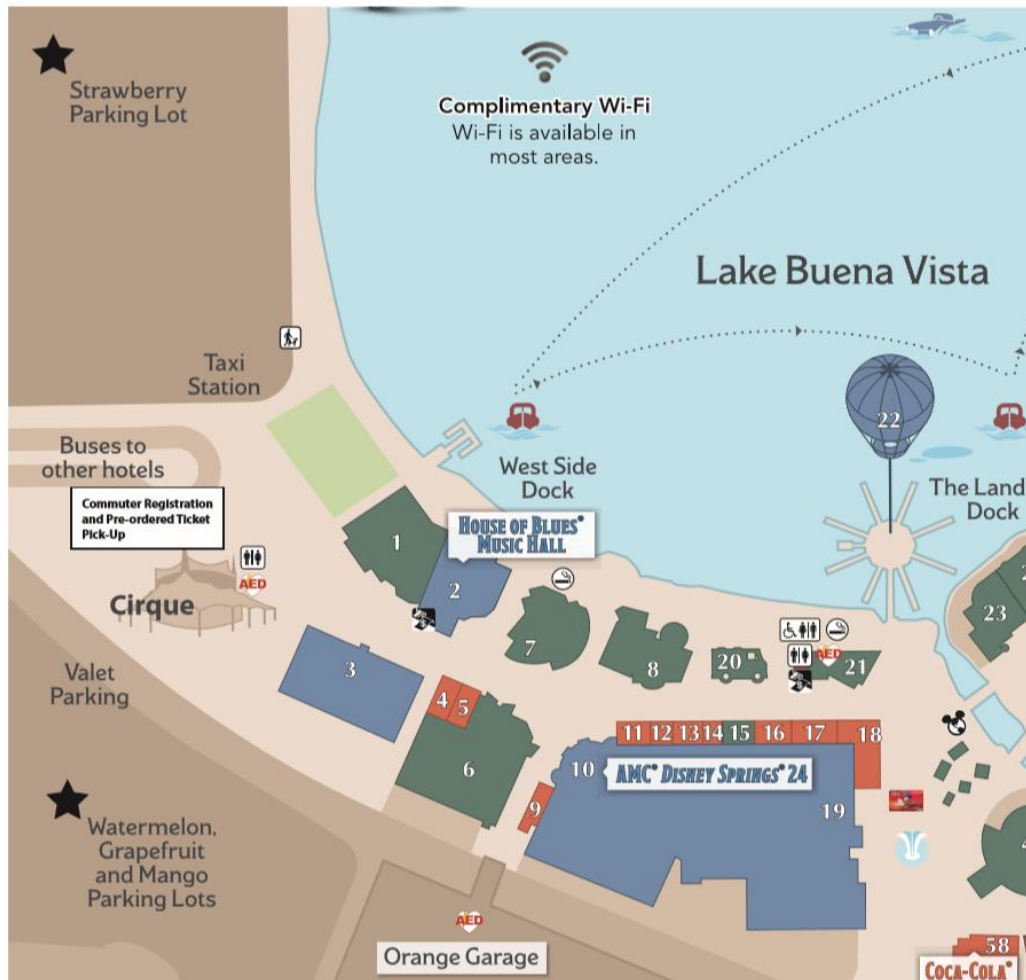 Strawberry
Parking Lot
Complimentary Wi-Fi
Wi-Fi is available in
most areas.
Lake Buena Vista
Taxi
Station
22
Buses to
other hotels
West Side
Dock
The Land
Dock
Commuter Registration
and Pre-ordered Ticket
Pick-Up
HOUSE OF BLUES®
MUSIC HALL
1
2
AED
Cirque
23
7
8
20
AED
21
3
Valet
Parking
4
5
6
11
12
13
14
15
16
17
18
10
AMC® DISNEY SPRINGS® 24
9
19
4
Watermelon,
Grapefruit
and Mango
Parking Lots
AED
Orange Garage
58
COCA-COLA®